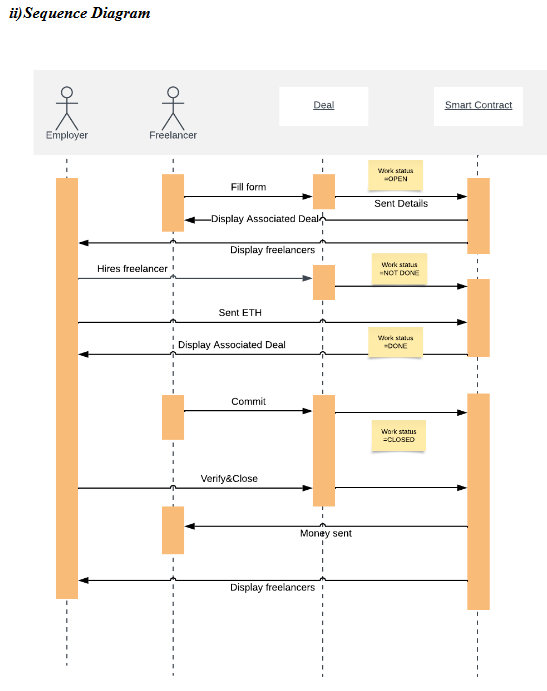 ii)Sequence Diagram
Employer
Freelancer
Deal
Smart Contract
Work status
=OPEN
Fill form
Sent Details
Display Associated Deal
Display freelancers
Work status
=NOT DONE
Hires freelancer
Sent ETH
Work status
=DONE
Display Associated Deal
Commit
Work status
=CLOSED
Verify&Close
Money sent
Display freelancers